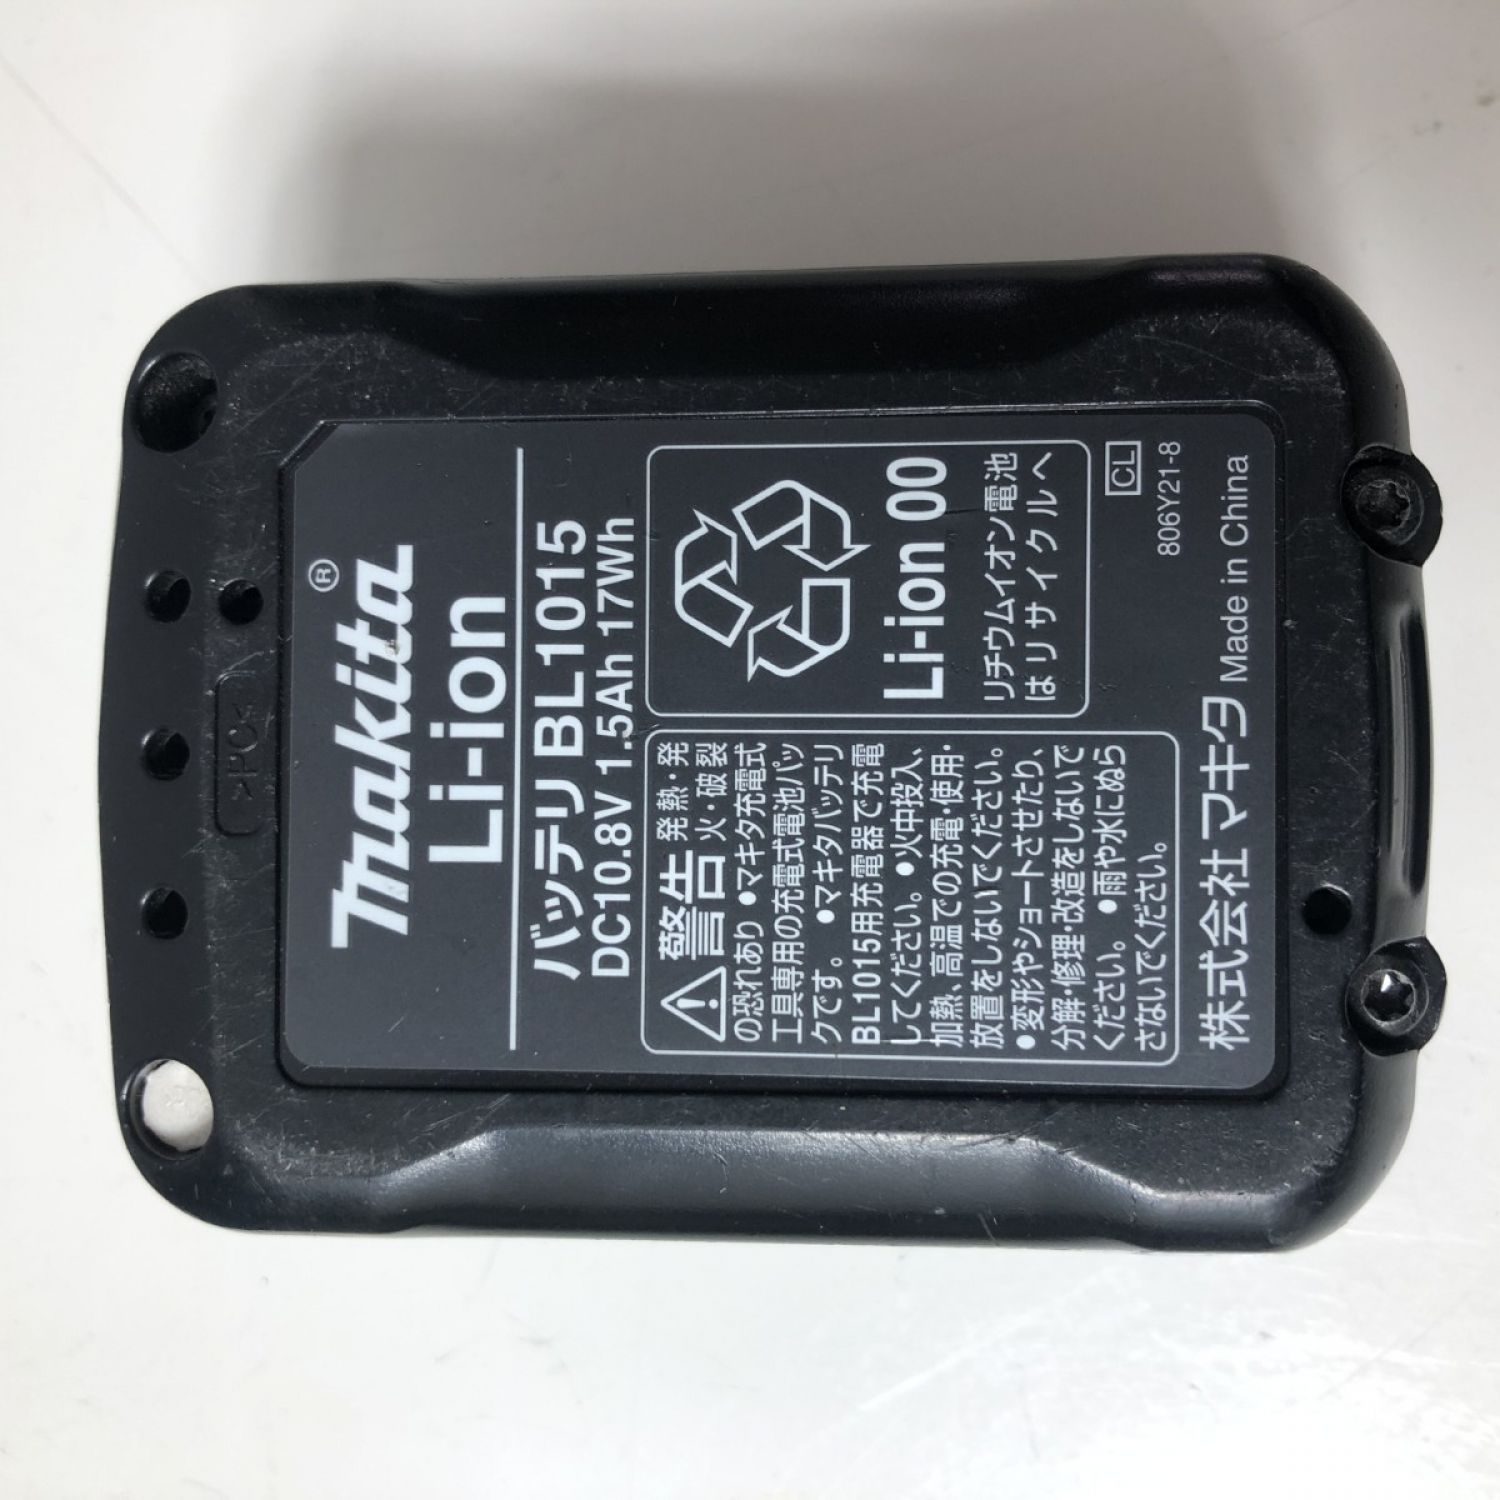 makita®
Li-ion
バッテリ BL1015
DC10.8V 1.5Ah 17Wh
警告 発熱・発
火・破裂
の恐れあり ●マキタ充電式
工具専用の充電式電池パッ
クです。 ●マキタバッテリ
BL1015用充電器で充電
してください。●火中投入、
加熱、高温での充電・使用・
放置をしないでください。
●変形やショートさせたり、
分解・修理・改造をしないで
ください。 ●雨や水にぬら
さないでください。
Li-ion 00
リチウムイオン電池
はリサイクルへ
CL
806Y21-8
株式会社 マキタ Made in China
>PC<